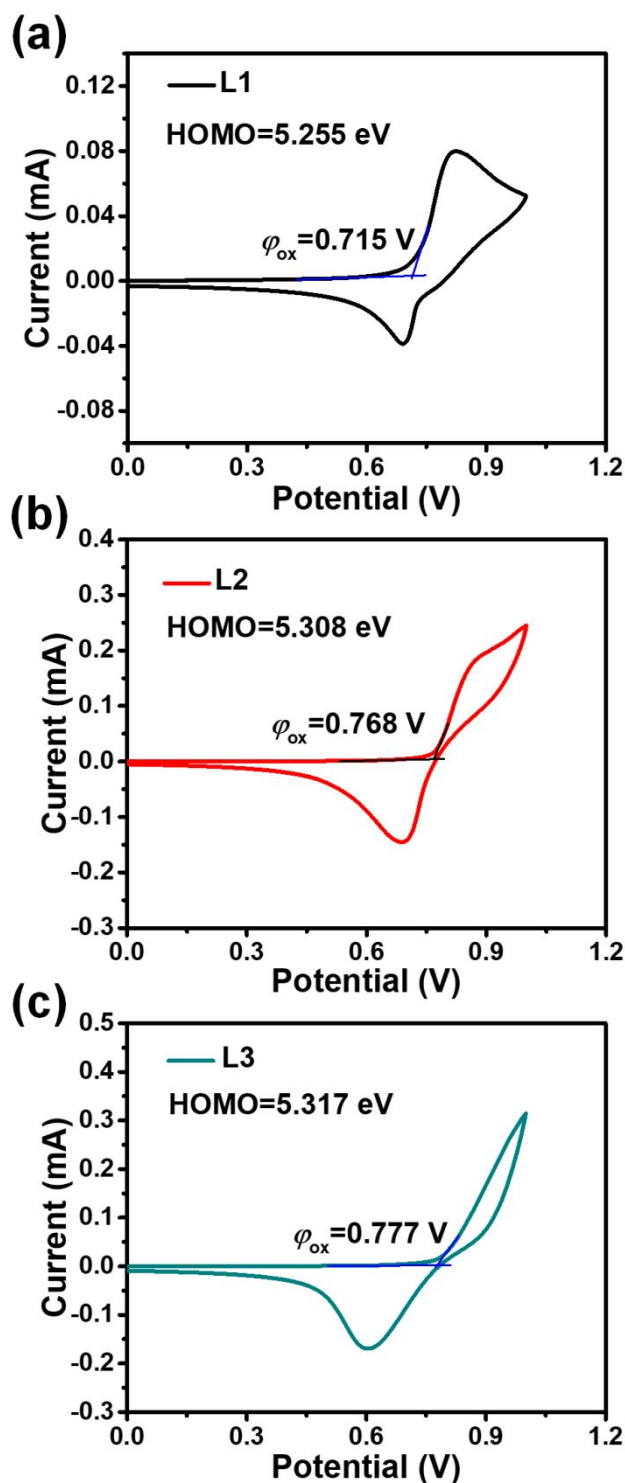 (a)
L1
HOMO=5.255 eV
φox=0.715 V
0.12
0.08
0.04
0.00
-0.04
-0.08
Current (mA)
0.0 0.3 0.6 0.9 1.2
Potential (V)
(b)
L2
HOMO=5.308 eV
φox=0.768 V
0.4
0.3
0.2
0.1
0.0
-0.1
-0.2
-0.3
Current (mA)
0.0 0.3 0.6 0.9 1.2
Potential (V)
(c)
L3
HOMO=5.317 eV
φox=0.777 V
0.5
0.4
0.3
0.2
0.1
0.0
-0.1
-0.2
-0.3
Current (mA)
0.0 0.3 0.6 0.9 1.2
Potential (V)